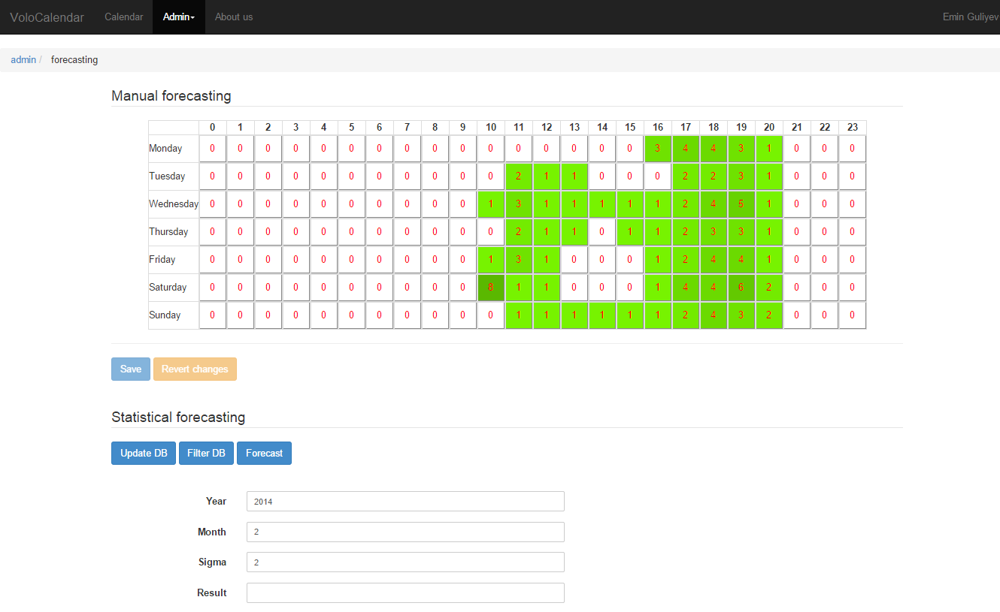 VoloCalendar Calendar Admin About us Emin Guliyev
admin / forecasting
Manual forecasting
0 1 2 3 4 5 6 7 8 9 10 11 12 13 14 15 16 17 18 19 20 21 22 23
Monday 0 0 0 0 0 0 0 0 0 0 0 0 0 0 0 0 3 4 4 3 1 0 0 0
Tuesday 0 0 0 0 0 0 0 0 0 0 0 2 1 1 0 0 0 2 2 3 1 0 0 0
Wednesday 0 0 0 0 0 0 0 0 0 0 1 3 1 1 1 1 1 2 4 5 1 0 0 0
Thursday 0 0 0 0 0 0 0 0 0 0 0 2 1 1 0 1 1 2 3 3 1 0 0 0
Friday 0 0 0 0 0 0 0 0 0 0 1 3 1 0 0 0 1 2 4 4 1 0 0 0
Saturday 0 0 0 0 0 0 0 0 0 0 8 1 1 0 0 0 1 4 4 6 2 0 0 0
Sunday 0 0 0 0 0 0 0 0 0 0 0 1 1 1 1 1 1 2 4 3 2 0 0 0
Save Revert changes
Statistical forecasting
Update DB Filter DB Forecast
Year 2014
Month 2
Sigma 2
Result